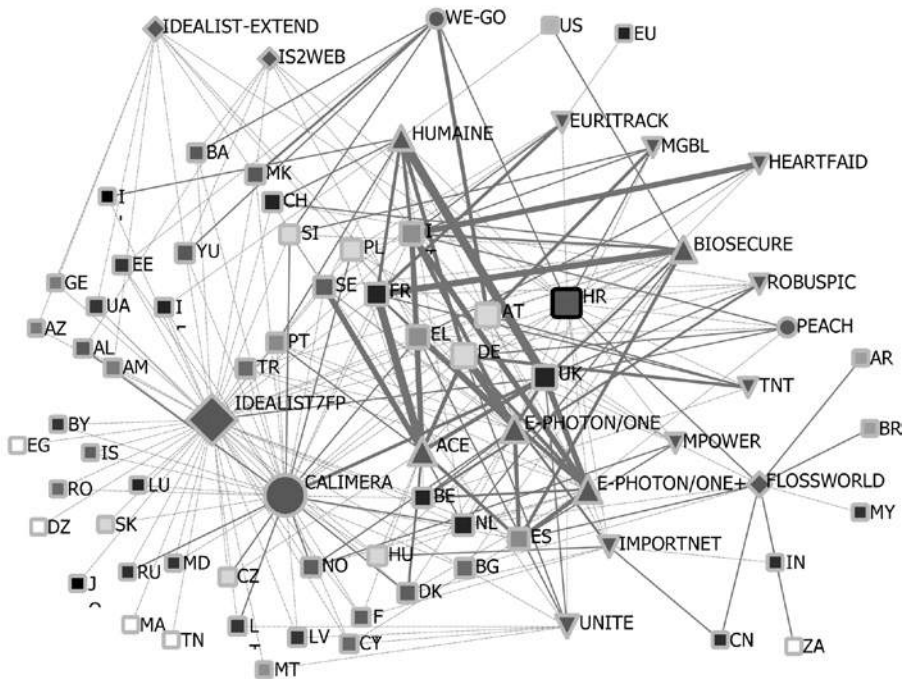 IDEALIST-EXTEND
WE-GO
US
EU
IS2WEB
EURITRACK
HUMAINE
MGBL
BA
HEARTFAID
MK
I
CH
SI
I
BIOSECURE
PL
YU
EE
GE
SE
FR
HR
ROBUSPIC
UA
I
AT
AZ
EL
PEACH
PT
AL
DE
AR
AM
TR
UK
TNT
IDEALIST7FP
BY
E-PHOTON/ONE
BR
EG
ACE
MPOWER
IS
CALIMERA
E-PHOTON/ONE+
FLOSSWORLD
RO
LU
BE
MY
DZ
SK
NL
ES
IMPORTNET
HU
IN
RU
MD
NO
BG
J
CZ
DK
MA
F
UNITE
L
TN
LV
CY
CN
ZA
MT